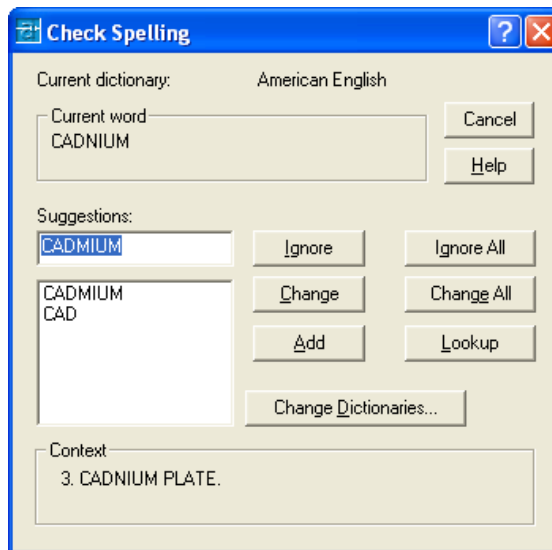 Check Spelling
Current dictionary: American English
Current word
CADNIUM
Cancel
Help
Suggestions:
CADMIUM
Ignore
Ignore All
CADMIUM
CAD
Change
Change All
Add
Lookup
Change Dictionaries...
Context
3. CADNIUM PLATE.